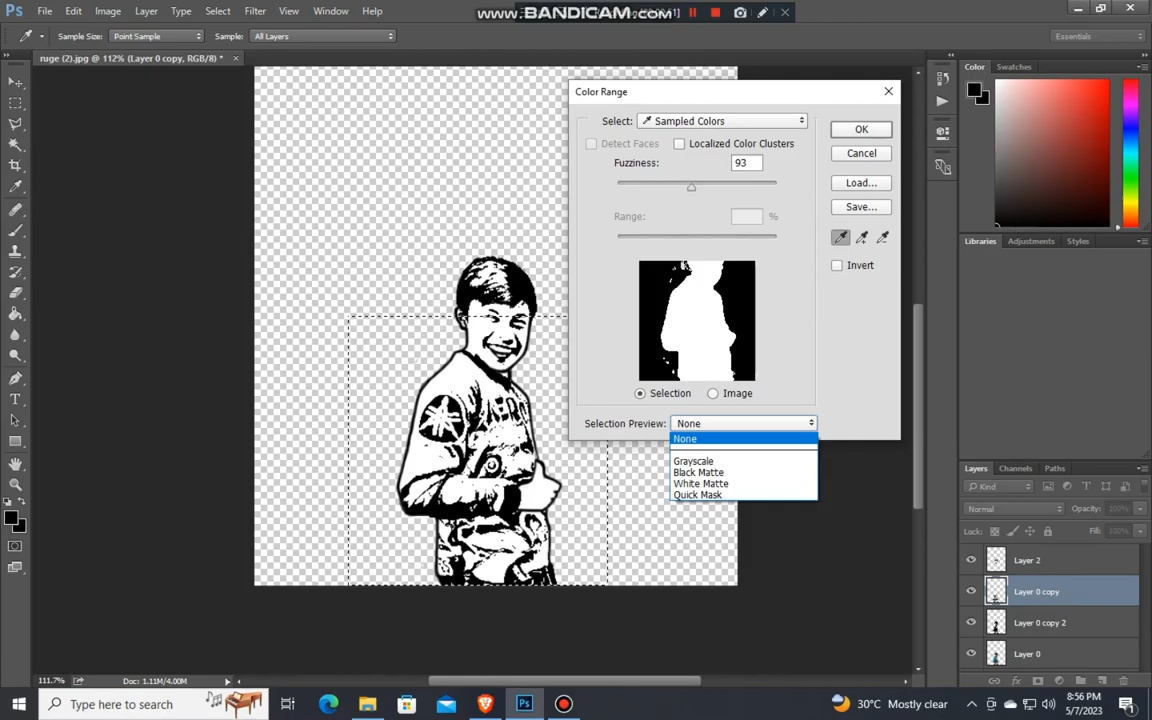 Ps File Edit Image Layer Type Select Filter View Window Help
www.BANDICAM.com
Sample Size: Point Sample Sample: All Layers Essentials
ruge (2).jpg @ 112% (Layer 0 copy, RGB/8) *
Color Swatches
Color Range
Select: Sampled Colors
OK
Detect Faces Localized Color Clusters
Fuzziness: 93
Cancel
Load...
Save...
Range: %
Invert
Libraries Adjustments Styles
Selection Image
Selection Preview: None
None
Grayscale
Black Matte
White Matte
Quick Mask
Layers Channels Paths
Kind
Normal Opacity: 100%
Lock: Fill: 100%
Layer 2
Layer 0 copy
Layer 0 copy 2
Layer 0
111.7% Doc: 1.11M/4.00M
Type here to search
Ps
30°C Mostly clear
8:56 PM
5/7/2023
1